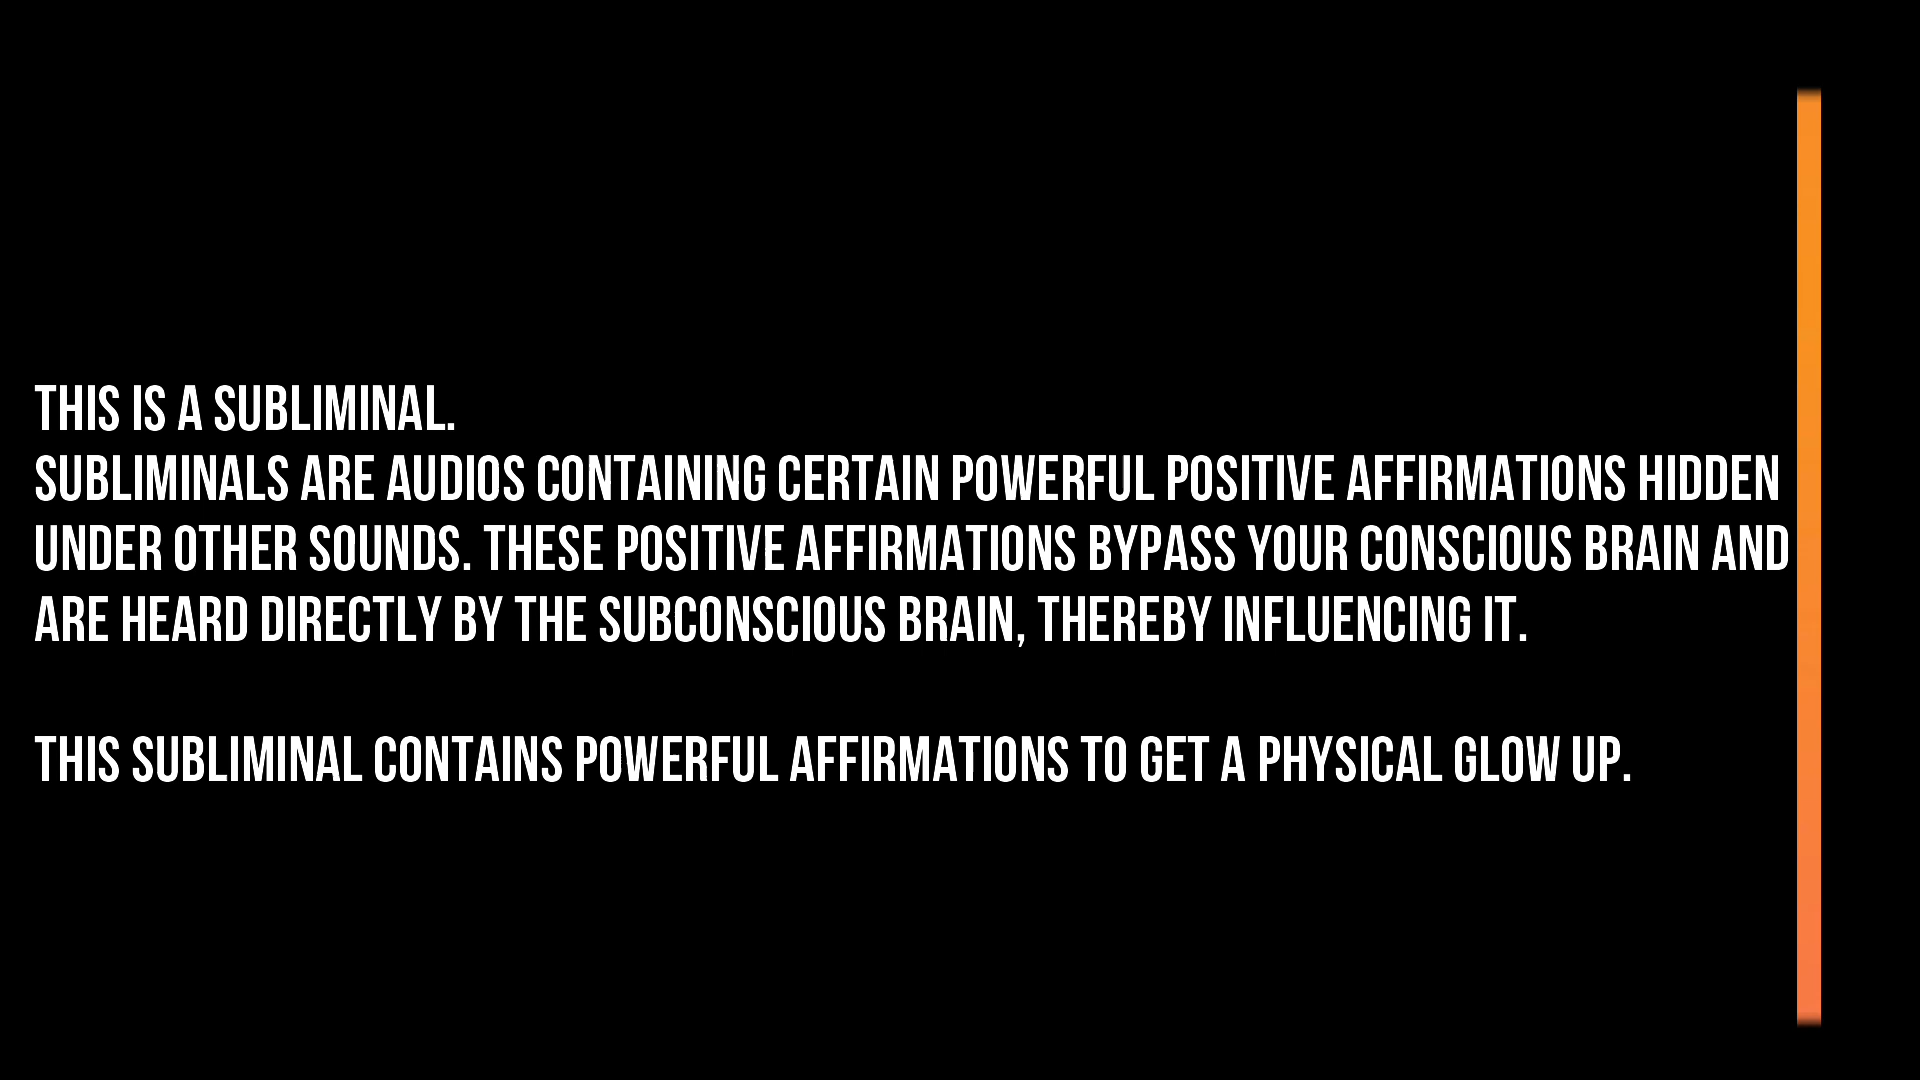 THIS IS A SUBLIMINAL.
SUBLIMINALS ARE AUDIOS CONTAINING CERTAIN POWERFUL POSITIVE AFFIRMATIONS HIDDEN
UNDER OTHER SOUNDS. THESE POSITIVE AFFIRMATIONS BYPASS YOUR CONSCIOUS BRAIN AND
ARE HEARD DIRECTLY BY THE SUBCONSCIOUS BRAIN, THEREBY INFLUENCING IT.
THIS SUBLIMINAL CONTAINS POWERFUL AFFIRMATIONS TO GET A PHYSICAL GLOW UP.